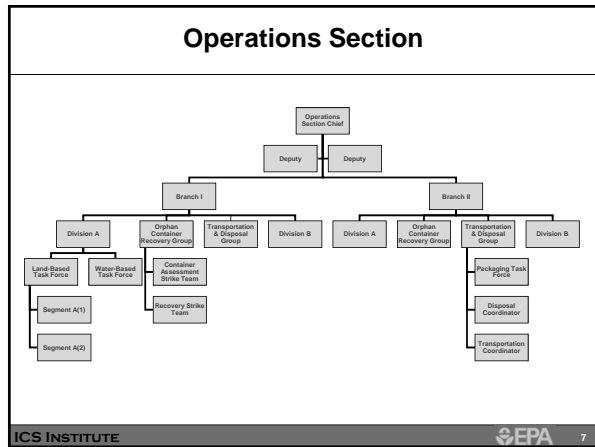 Operations Section
Operations
Section Chief
Deputy
Deputy
Branch I
Branch II
Division A
Orphan
Container
Recovery Group
Transportation
& Disposal
Group
Division B
Division A
Orphan
Container
Recovery Group
Transportation
& Disposal
Group
Division B
Land-Based
Task Force
Water-Based
Task Force
Container
Assessment
Strike Team
Packaging Task
Force
Segment A(1)
Recovery Strike
Team
Disposal
Coordinator
Segment A(2)
Transportation
Coordinator
ICS INSTITUTE
EPA
7